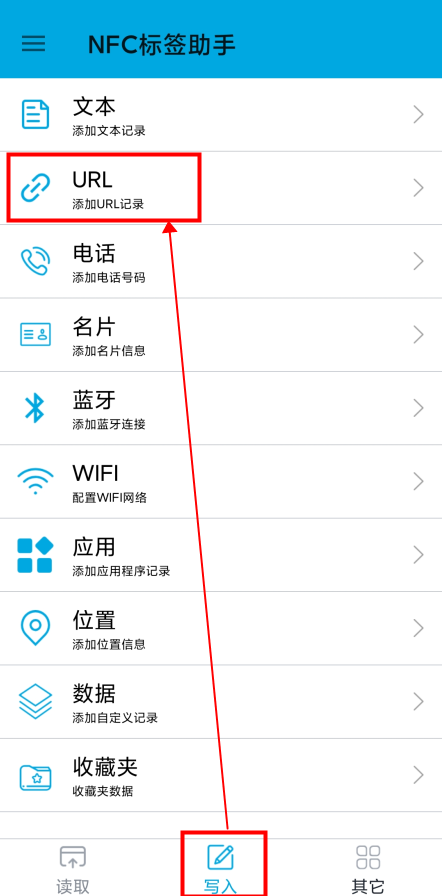 NFC标签助手
文本
添加文本记录
URL
添加URL记录
电话
添加电话号码
名片
添加名片信息
蓝牙
添加蓝牙连接
WIFI
配置WIFI网络
应用
添加应用程序记录
位置
添加位置信息
数据
添加自定义记录
收藏夹
收藏夹数据
读取
写入
其它